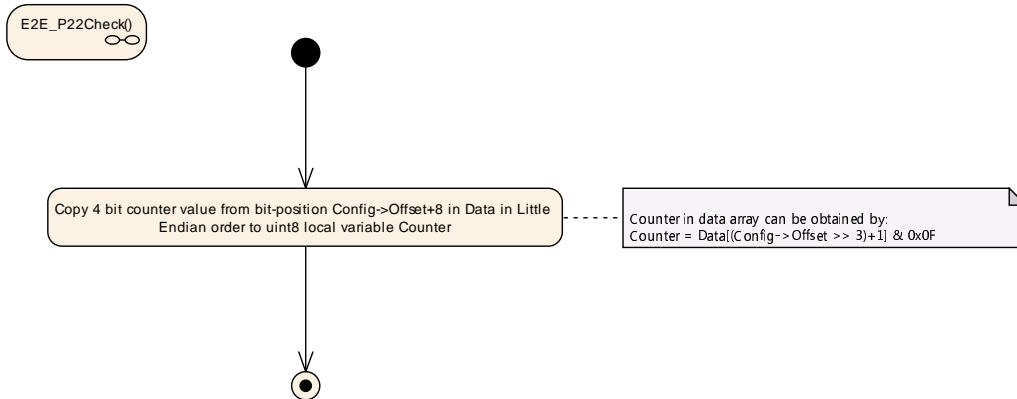 E2E_P22Check()
Copy 4 bit counter value from bit-position Config->Offset+8 in Data in Little
Endian order to uint8 local variable Counter
Counter in data array can be obtained by:
Counter = Data[(Config->Offset >> 3)+1] & 0x0F